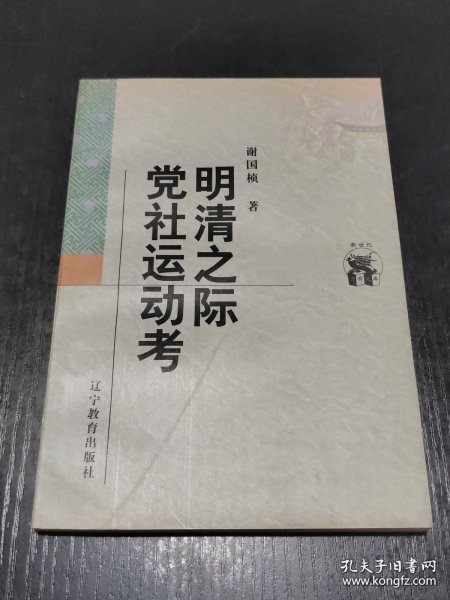 谢国桢 著
明清之际
党社运动考
辽宁教育出版社
新世纪
孔夫子旧书网
www.kongfz.com